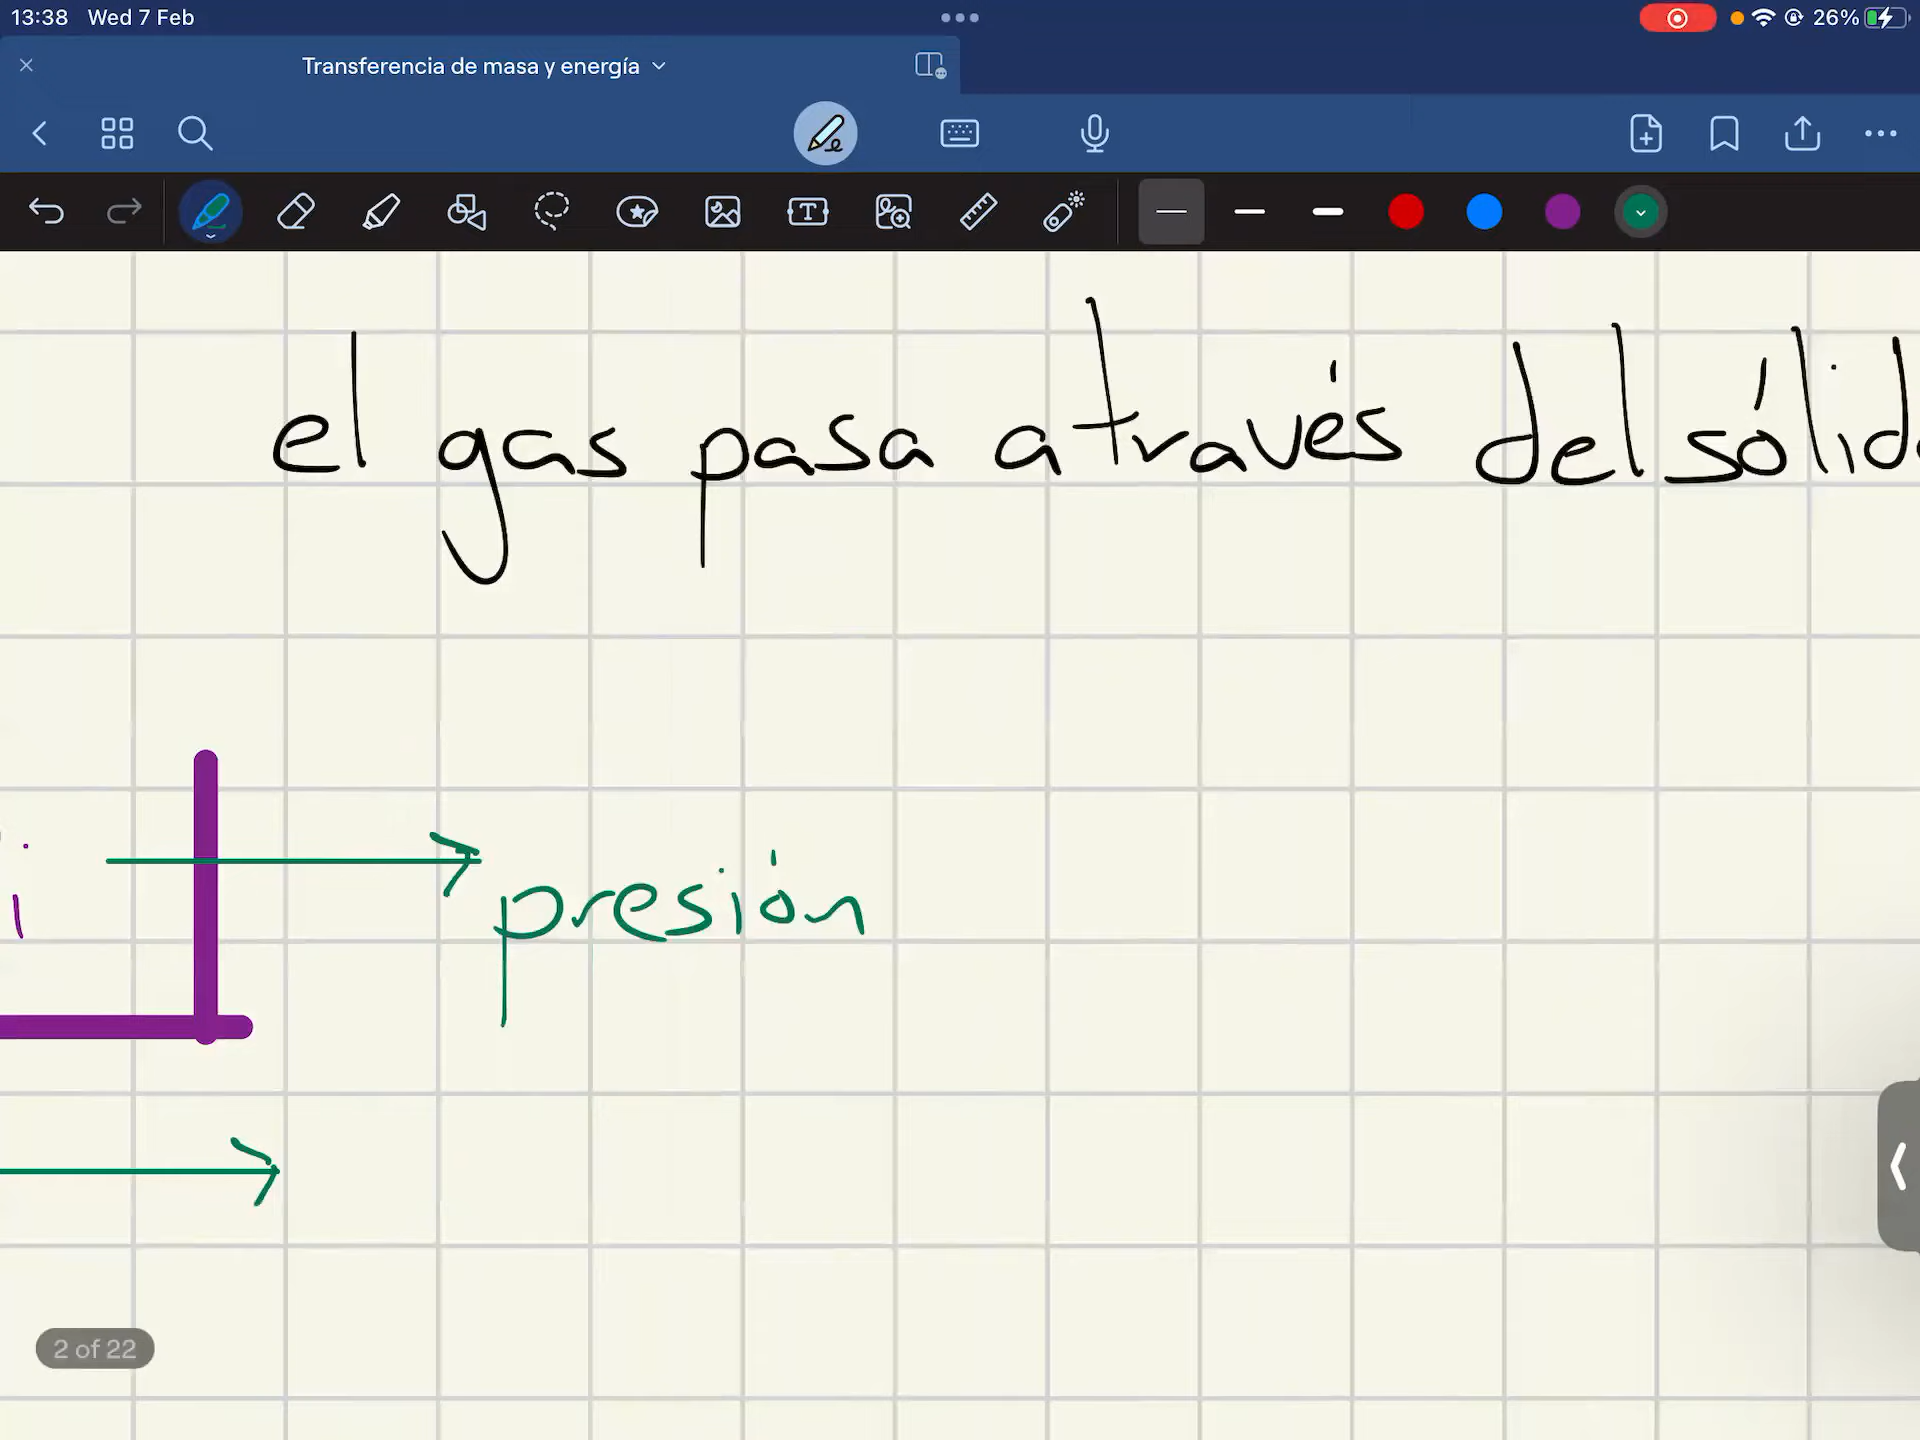 13:38 Wed 7 Feb
26%
Transferencia de masa y energía
el gas pasa através del sólid
i
presión
2 of 22